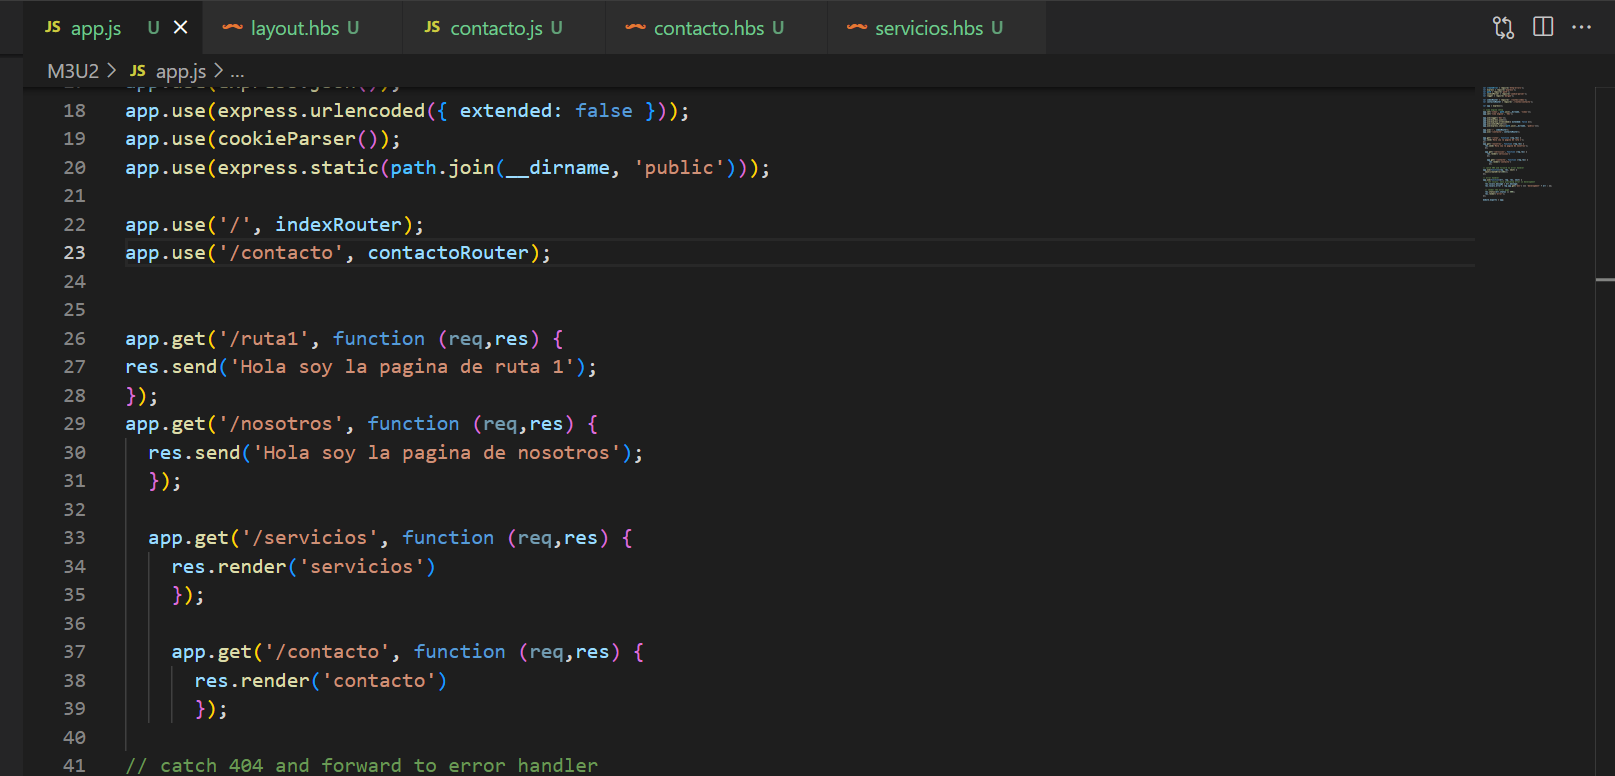 JS app.js U × layout.hbs U JS contacto.js U contacto.hbs U servicios.hbs U ...
M3U2 > JS app.js > ...
18 app.use(express.urlencoded({ extended: false }));
19 app.use(cookieParser());
20 app.use(express.static(path.join(__dirname, 'public')));
21
22 app.use('/', indexRouter);
23 app.use('/contacto', contactoRouter);
24
25
26 app.get('/ruta1', function (req,res) {
27 res.send('Hola soy la pagina de ruta 1');
28 });
29 app.get('/nosotros', function (req,res) {
30 res.send('Hola soy la pagina de nosotros');
31 });
32
33 app.get('/servicios', function (req,res) {
34 res.render('servicios')
35 });
36
37 app.get('/contacto', function (req,res) {
38 res.render('contacto')
39 });
40
41 // catch 404 and forward to error handler